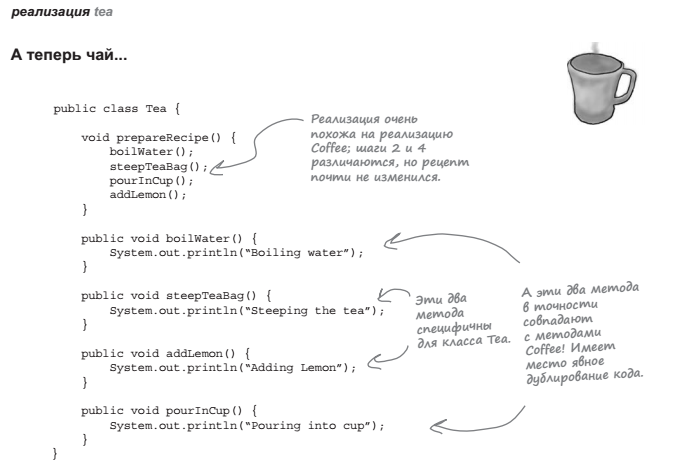 реализация tea
А теперь чай...
public class Tea {
void prepareRecipe() {
boilWater();
steepTeaBag();
pourInCup();
addLemon();
}
Реализация очень
похожа на реализацию
Coffee; шаги 2 и 4
различаются, но рецепт
почти не изменился.
public void boilWater() {
System.out.println(“Boiling water”);
}
public void steepTeaBag() {
System.out.println(“Steeping the tea”);
}
public void addLemon() {
System.out.println(“Adding Lemon”);
}
public void pourInCup() {
System.out.println(“Pouring into cup”);
}
}
Эти два
метода
специфичны
для класса Tea.
А эти два метода
в точности
совпадают
с методами
Coffee! Имеет
место явное
дублирование кода.